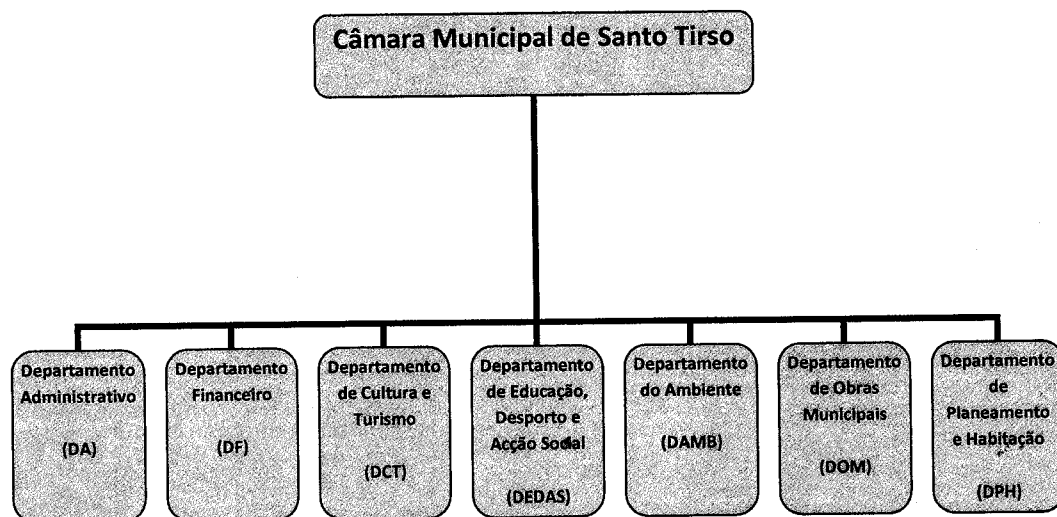 Câmara Municipal de Santo Tirso
Departamento
Administrativo
(DA)
Departamento
Financeiro
(DF)
Departamento
de Cultura e
Turismo
(DCT)
Departamento
de Educação,
Desporto e
Acção Social
(DEDAS)
Departamento
do Ambiente
(DAMB)
Departamento
de Obras
Municipais
(DOM)
Departamento
de
Planeamento
e Habitação
(DPH)